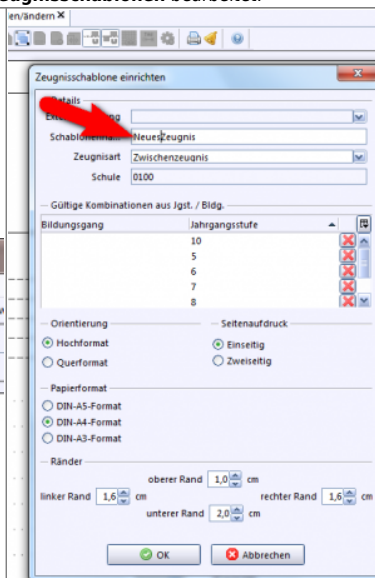 eugnisschablonen bearbeitet.
en/ändern
Zeugnisschablone einrichten
Details
Schablonenna...
NeuesZeugnis
Zeugnisart
Zwischenzeugnis
Schule
0100
Gültige Kombinationen aus Jgst. / Bldg.
Bildungsgang Jahrgangsstufe
10
5
6
7
8
Orientierung Seitenaufdruck
Hochformat Einseitig
Querformat Zweiseitig
Papierformat
DIN-A5-Format
DIN-A4-Format
DIN-A3-Format
Ränder
oberer Rand 1,0 cm
linker Rand 1,6 cm rechter Rand 1,6 cm
unterer Rand 2,0 cm
OK Abbrechen